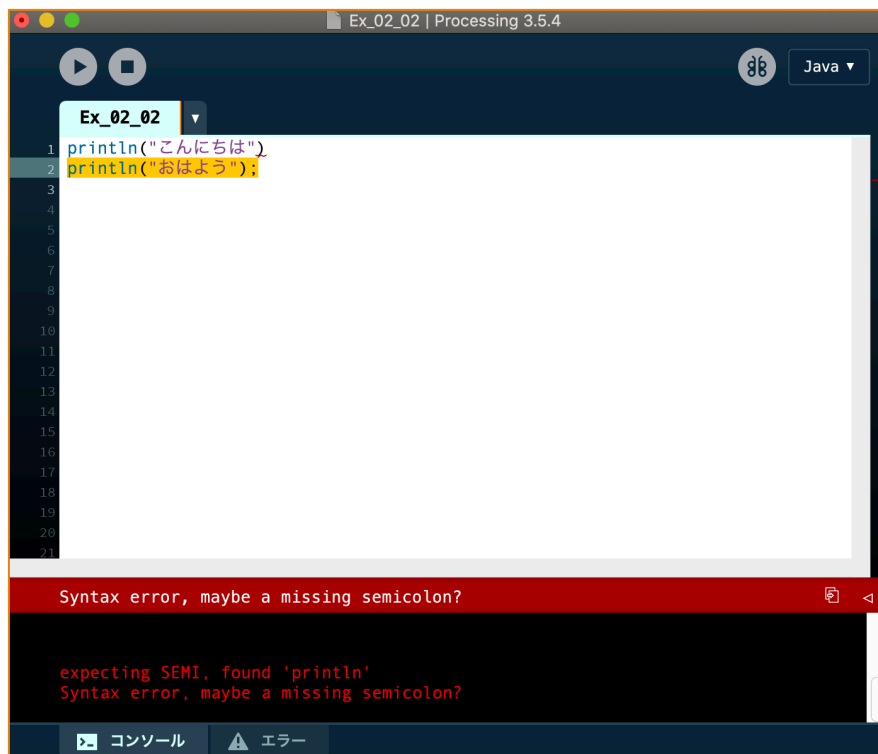 Ex_02_02 | Processing 3.5.4
Java ▼
Ex_02_02 ▼
1 println("こんにちは")
2 println("おはよう");
3
4
5
6
7
8
9
10
11
12
13
14
15
16
17
18
19
20
21
Syntax error, maybe a missing semicolon?
expecting SEMI, found 'println'
Syntax error, maybe a missing semicolon?
>_ コンソール エラー